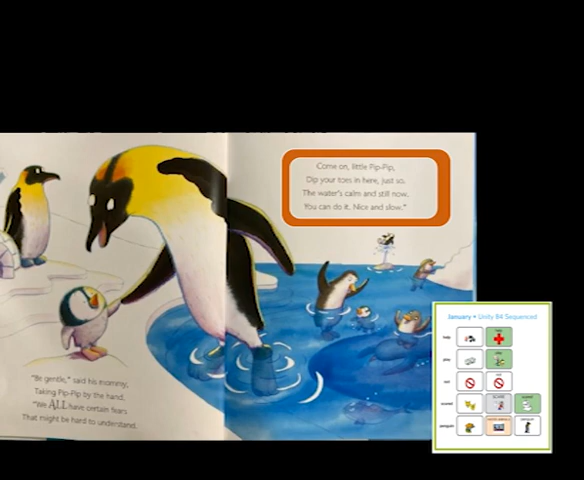 "Be gentle," said his mommy,
Taking Pip-Pip by the hand.
"We ALL have certain fears
That might be hard to understand.
Come on, little Pip-Pip,
Dip your toes in here, just so.
The water's calm and still now.
You can do it. Nice and slow."
January • Unity 84 Sequenced
help
play
not
scared
penguin